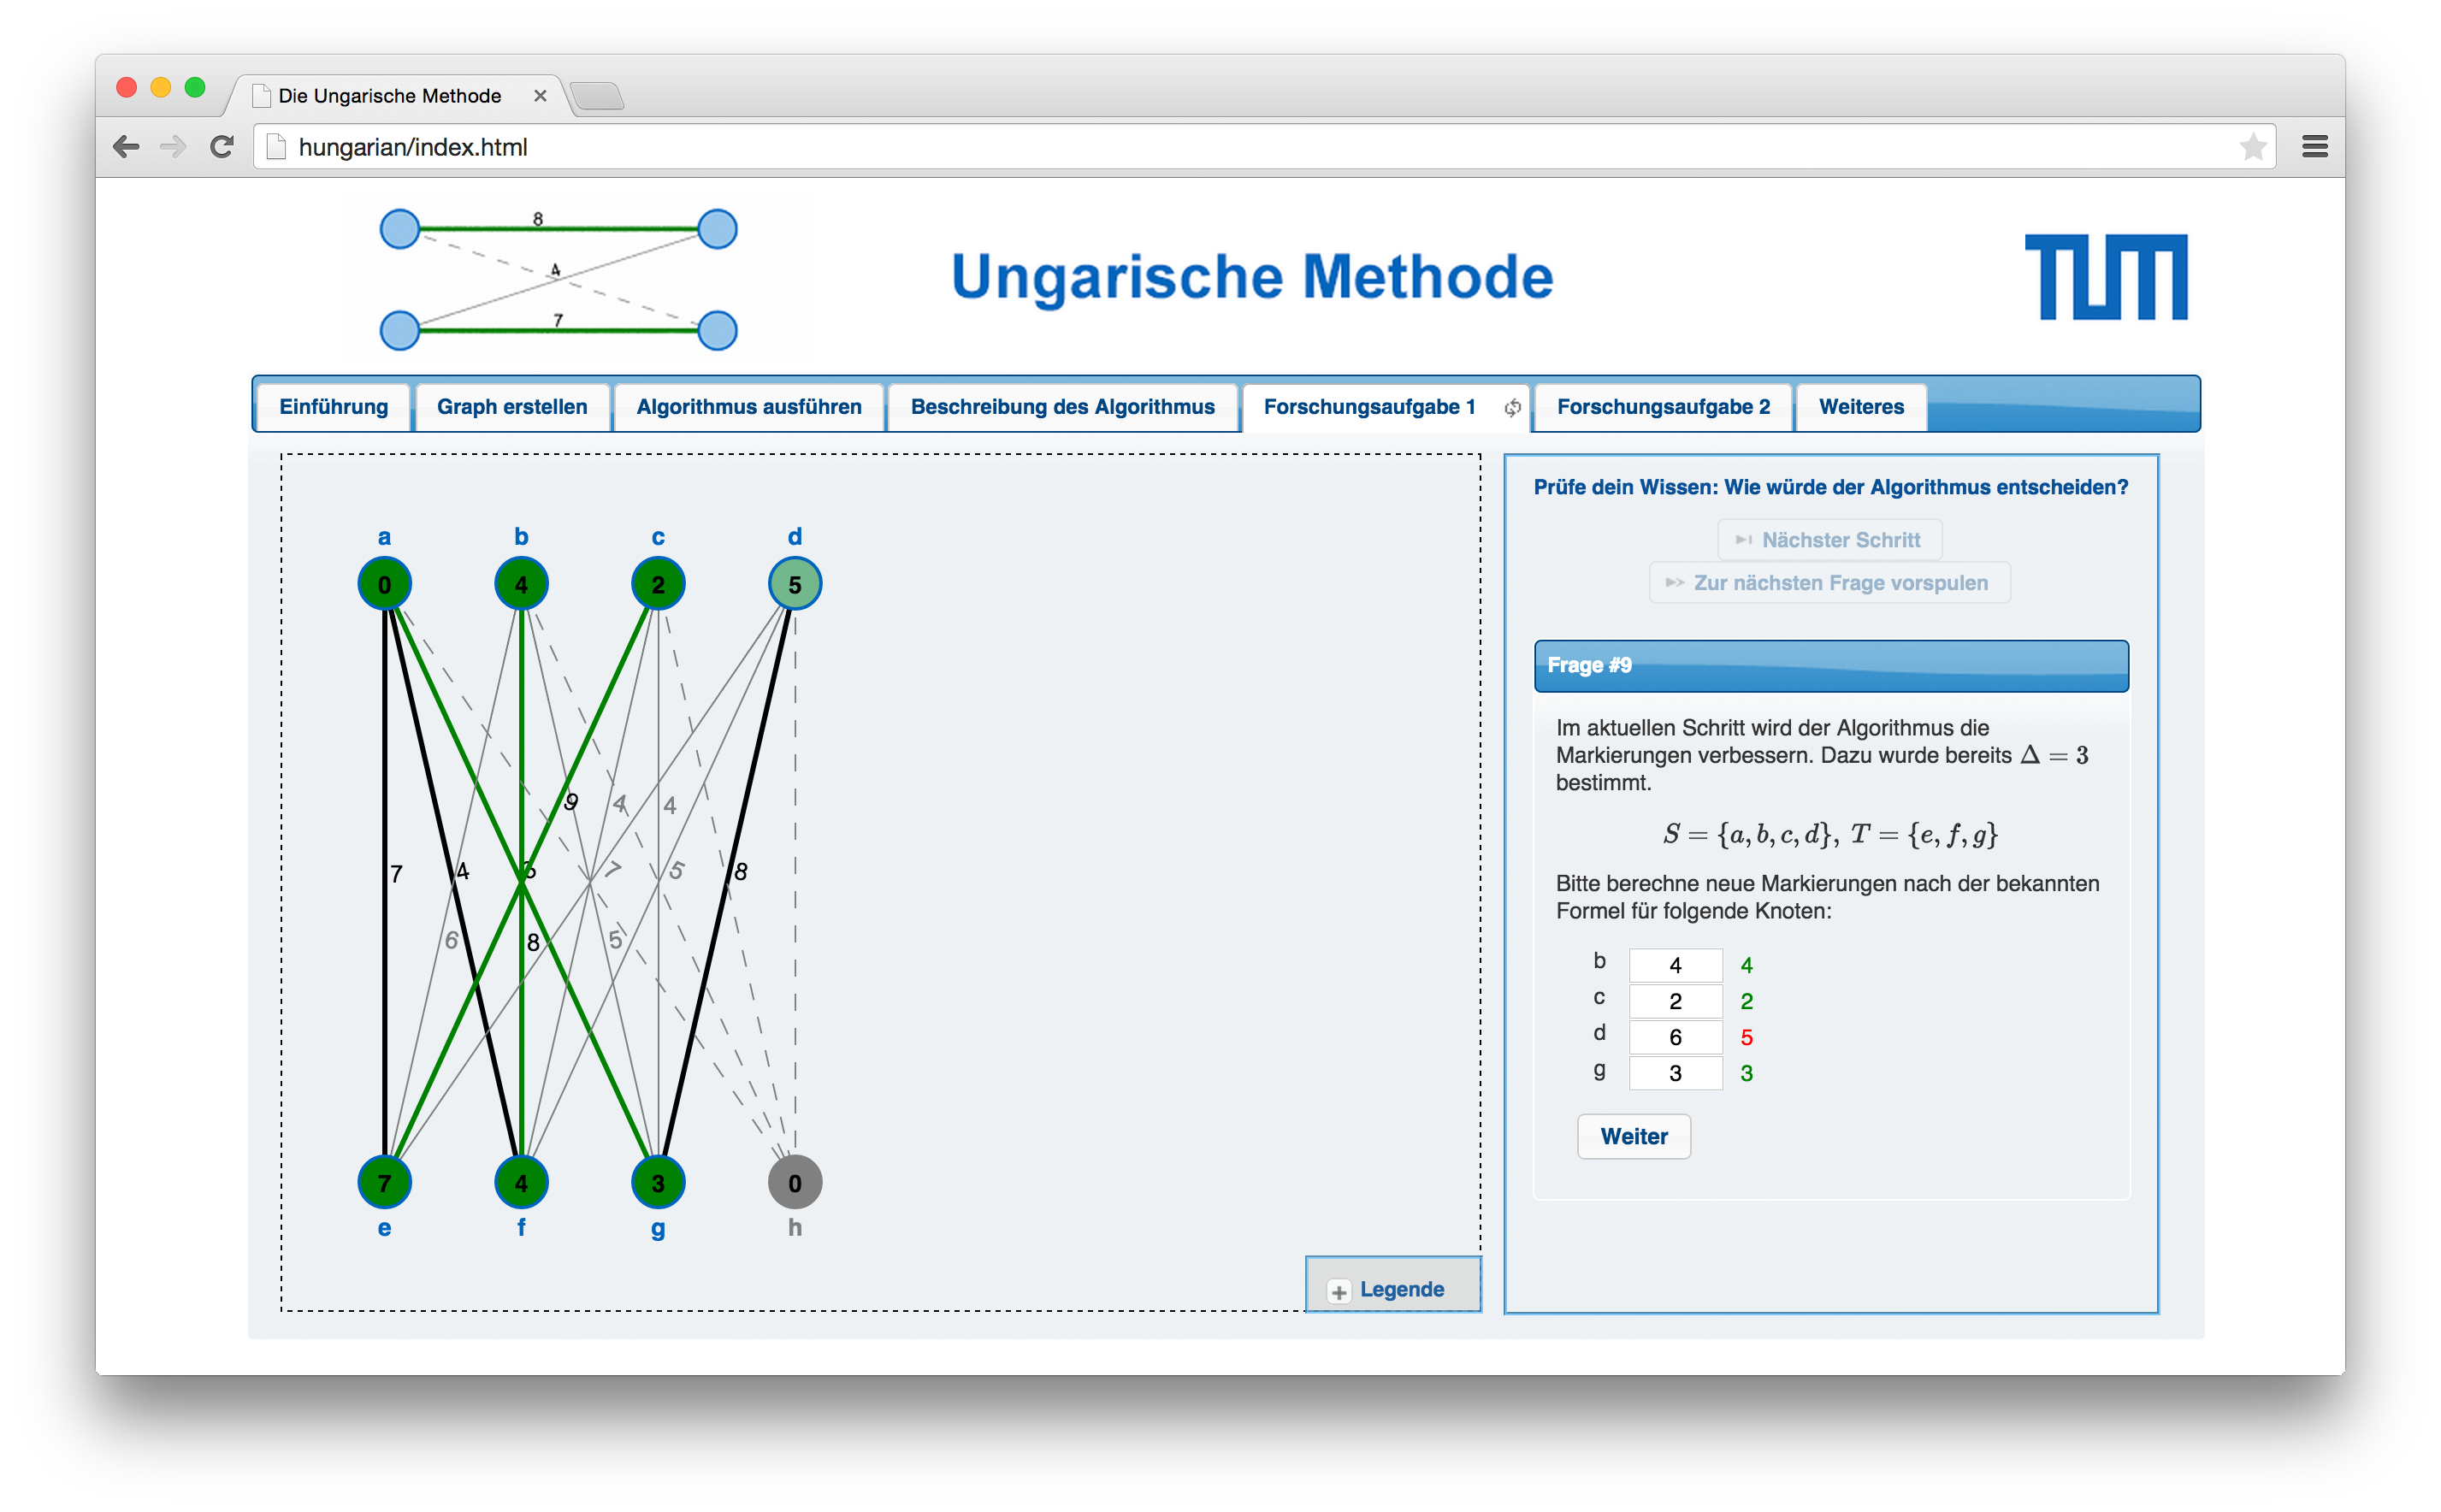 Die Ungarische Methode
hungarian/index.html
8
4
7
Ungarische Methode
TUM
Einführung
Graph erstellen
Algorithmus ausführen
Beschreibung des Algorithmus
Forschungsaufgabe 1
Forschungsaufgabe 2
Weiteres
a b c d
0 4 2 5
9 4 4
7 4 7 5 8
6 8 5
7 4 3 0
e f g h
Legende
Prüfe dein Wissen: Wie würde der Algorithmus entscheiden?
Nächster Schritt
Zur nächsten Frage vorspulen
Frage #9
Im aktuellen Schritt wird der Algorithmus die
Markierungen verbessern. Dazu wurde bereits Δ = 3
bestimmt.
S = {a, b, c, d}, T = {e, f, g}
Bitte berechne neue Markierungen nach der bekannten
Formel für folgende Knoten:
b 4 4
c 2 2
d 6 5
g 3 3
Weiter